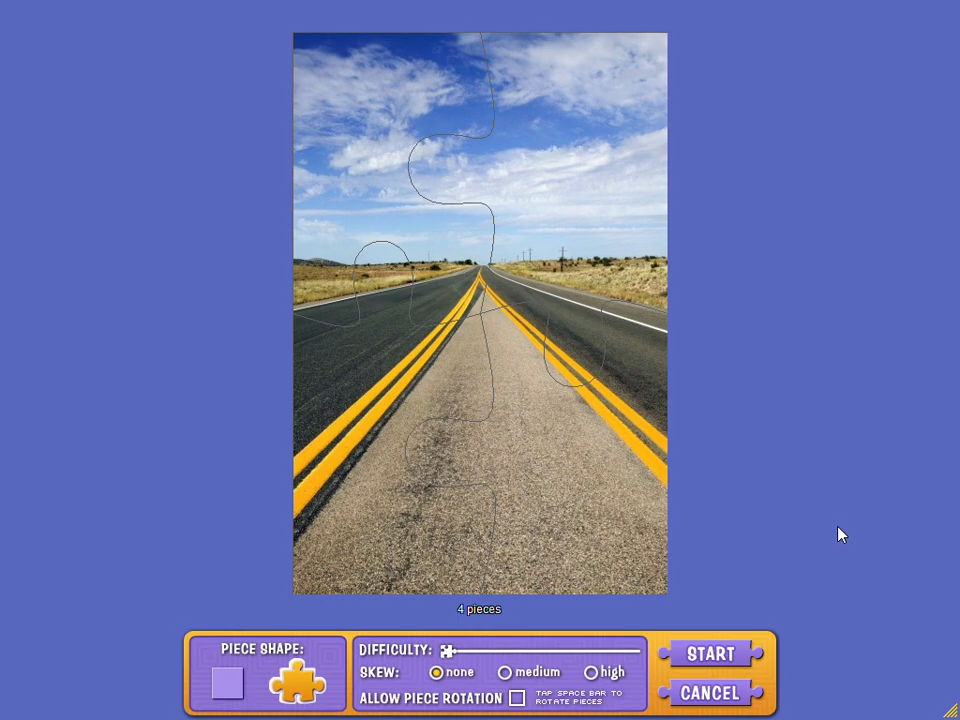 4 pieces
PIECE SHAPE:
DIFFICULTY:
SKEW: none medium high
ALLOW PIECE ROTATION
TAP SPACE BAR TO
ROTATE PIECES
START
CANCEL